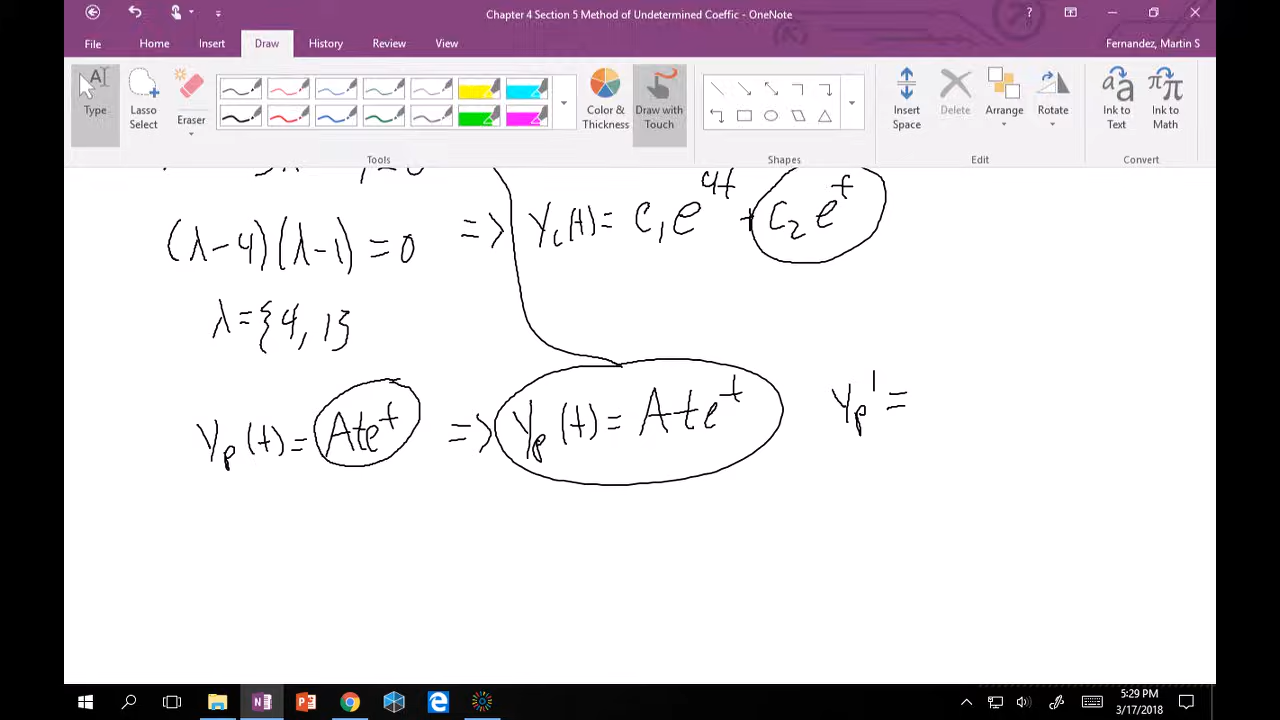 Chapter 4 Section 5 Method of Undetermined Coeffic - OneNote
?
File Home Insert Draw History Review View
Fernandez, Martin S
Type
Lasso Select
Eraser
Color & Thickness
Draw with Touch
Insert Space
Delete
Arrange
Rotate
Ink to Text
Ink to Math
Tools Shapes Edit Convert
(λ-4)(λ-1)=0 => Yc(t)= c₁e^{4t} + c₂e^t
λ={4, 1}
Yp(t)= Ate^t => Yp(t)= Ate^t Yp' =
5:29 PM
3/17/2018